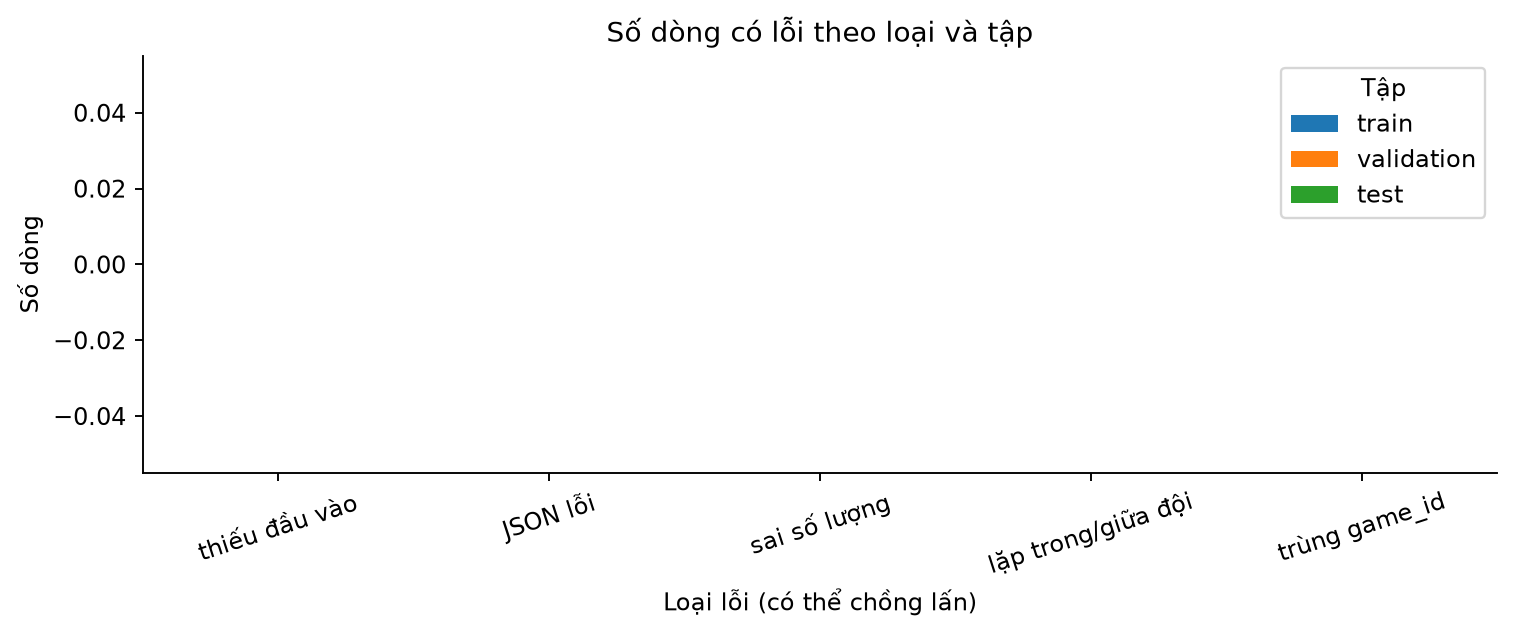 Số dòng có lỗi theo loại và tập
Tập
train
validation
test
Số dòng
0.04
0.02
0.00
−0.02
−0.04
thiếu đầu vào
JSON lỗi
sai số lượng
lặp trong/giữa đội
trùng game_id
Loại lỗi (có thể chồng lấn)